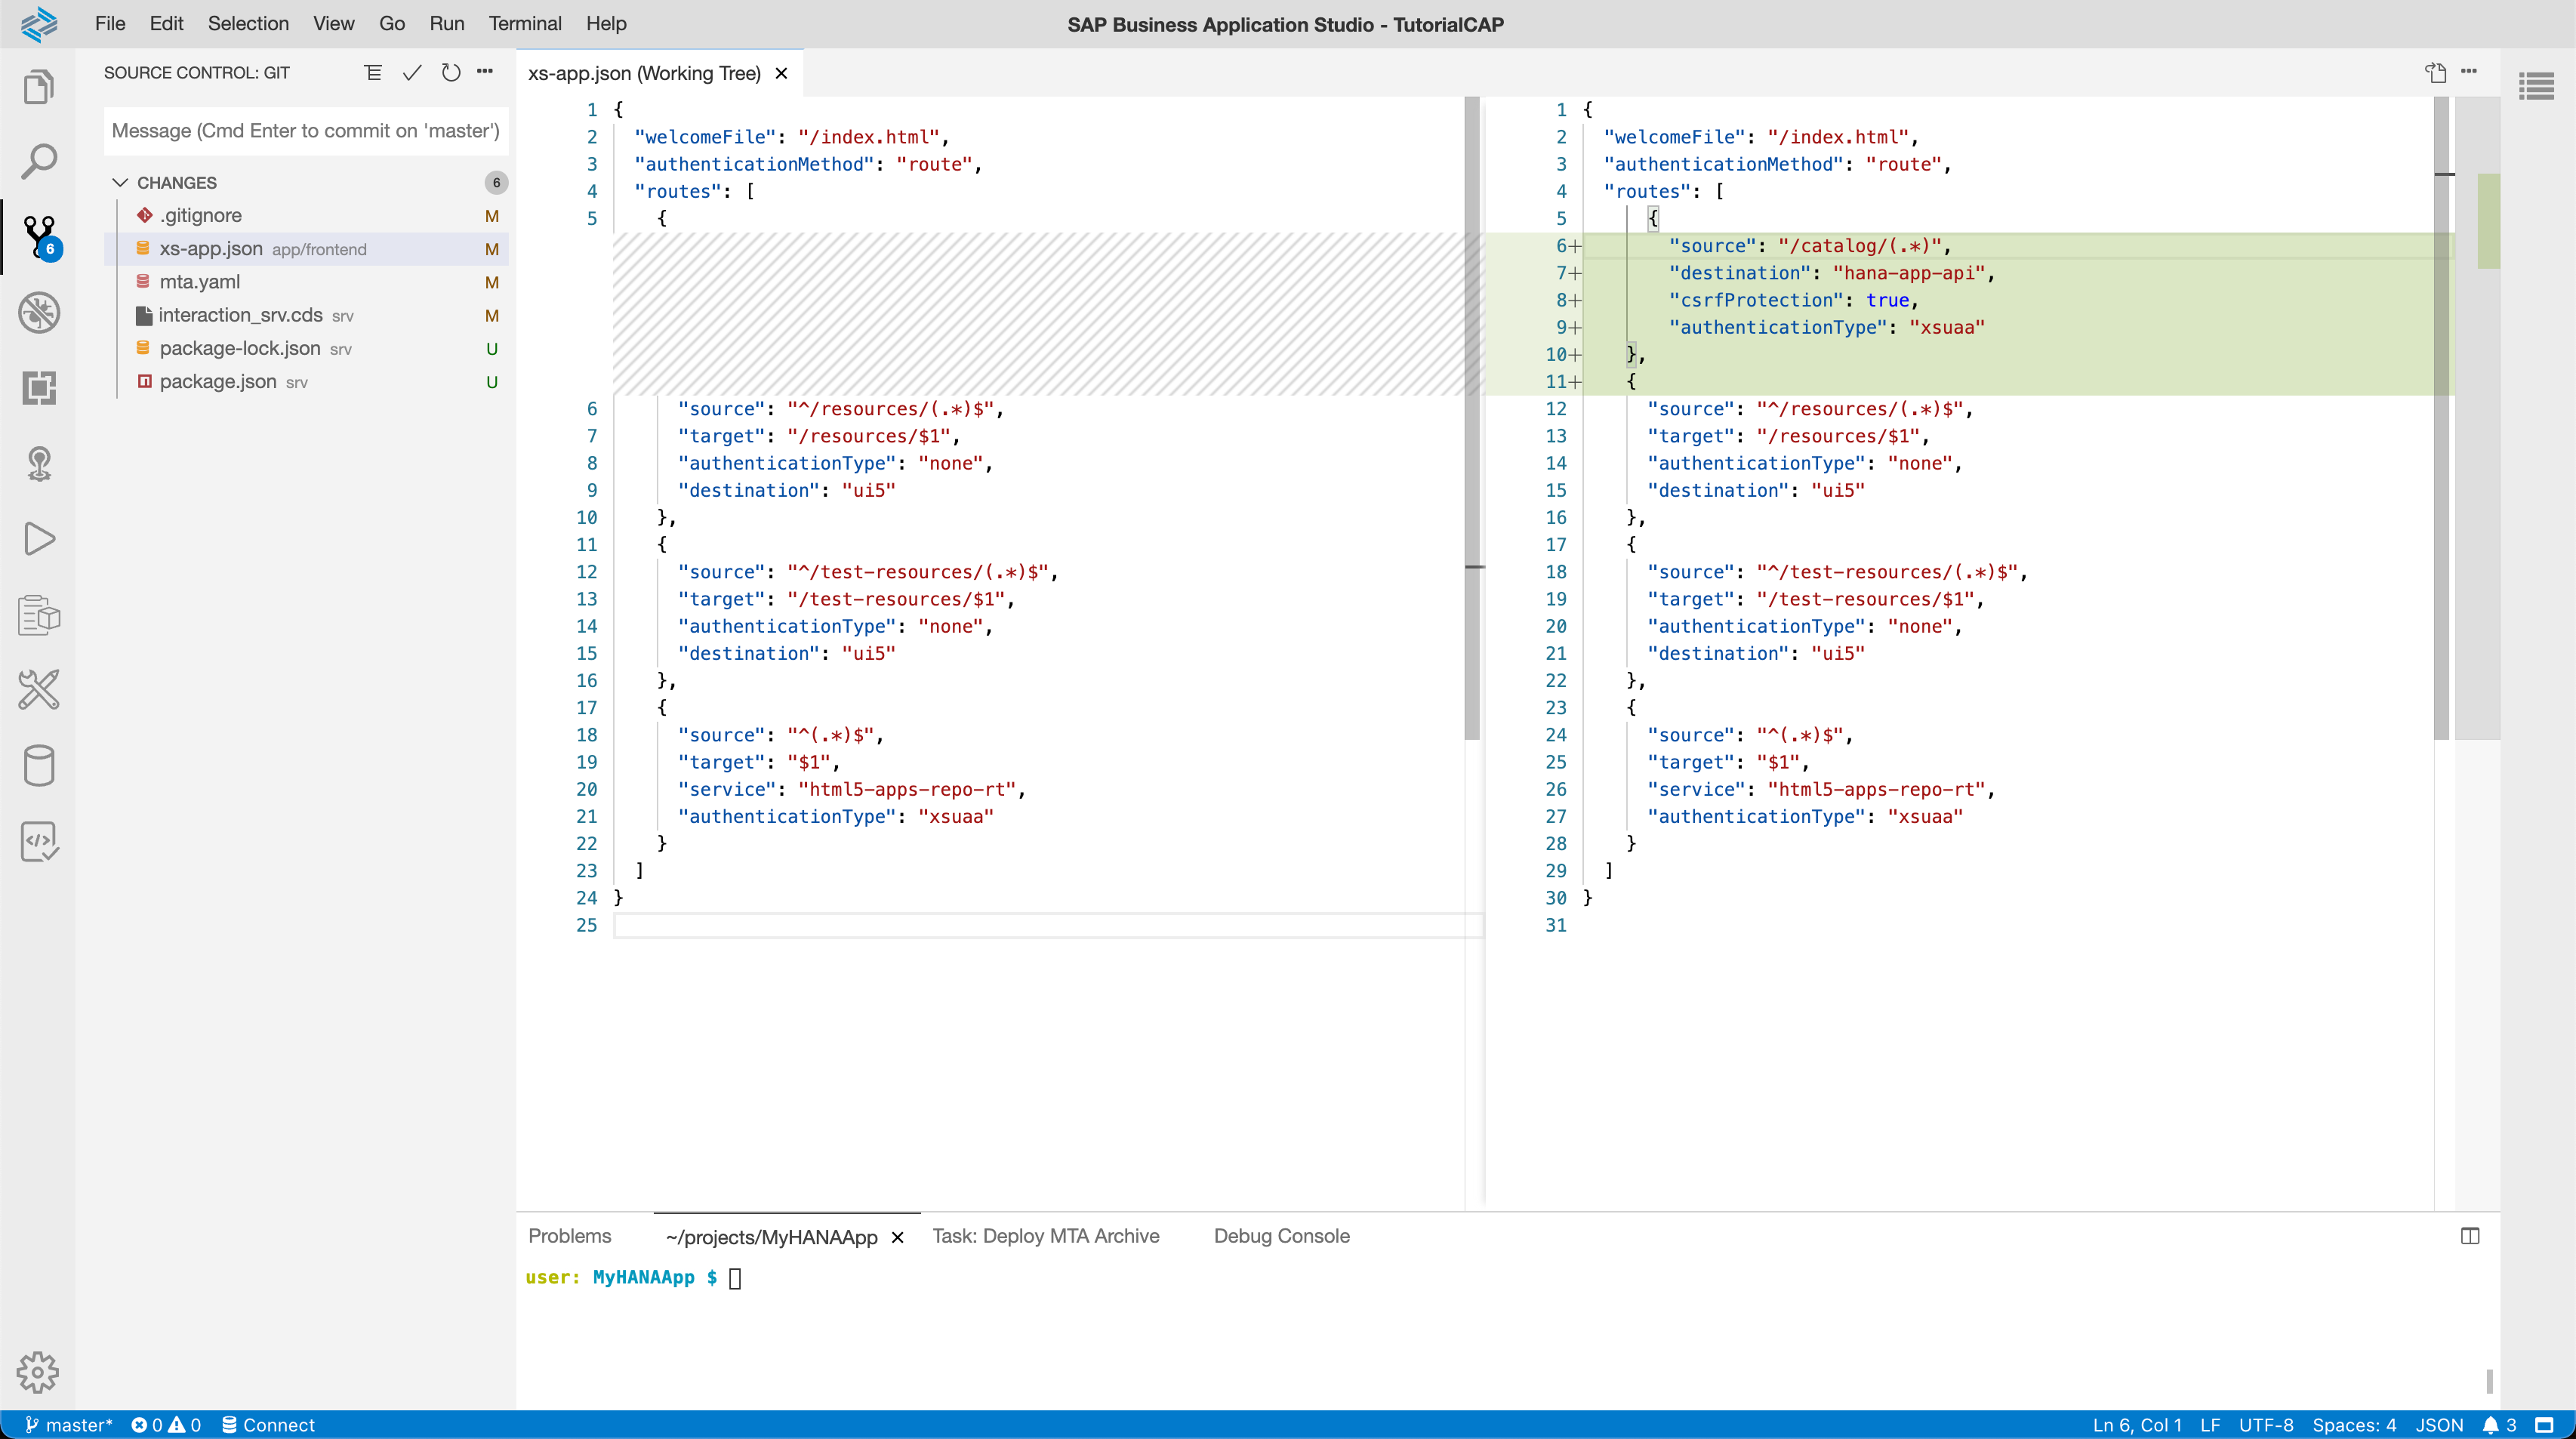 File Edit Selection View Go Run Terminal Help
SAP Business Application Studio - TutorialCAP
SOURCE CONTROL: GIT
Message (Cmd Enter to commit on 'master')
CHANGES 6
.gitignore M
xs-app.json app/frontend M
mta.yaml M
interaction_srv.cds srv M
package-lock.json srv U
package.json srv U
6
xs-app.json (Working Tree)
1 {
2 "welcomeFile": "/index.html",
3 "authenticationMethod": "route",
4 "routes": [
5 {
6 "source": "^/resources/(.*)$",
7 "target": "/resources/$1",
8 "authenticationType": "none",
9 "destination": "ui5"
10 },
11 {
12 "source": "^/test-resources/(.*)$",
13 "target": "/test-resources/$1",
14 "authenticationType": "none",
15 "destination": "ui5"
16 },
17 {
18 "source": "^(.*)$",
19 "target": "$1",
20 "service": "html5-apps-repo-rt",
21 "authenticationType": "xsuaa"
22 }
23 ]
24 }
25
1 {
2 "welcomeFile": "/index.html",
3 "authenticationMethod": "route",
4 "routes": [
5 {
6+ "source": "/catalog/(.*)",
7+ "destination": "hana-app-api",
8+ "csrfProtection": true,
9+ "authenticationType": "xsuaa"
10+ },
11+ {
12 "source": "^/resources/(.*)$",
13 "target": "/resources/$1",
14 "authenticationType": "none",
15 "destination": "ui5"
16 },
17 {
18 "source": "^/test-resources/(.*)$",
19 "target": "/test-resources/$1",
20 "authenticationType": "none",
21 "destination": "ui5"
22 },
23 {
24 "source": "^(.*)$",
25 "target": "$1",
26 "service": "html5-apps-repo-rt",
27 "authenticationType": "xsuaa"
28 }
29 ]
30 }
31
Problems ~/projects/MyHANAApp Task: Deploy MTA Archive Debug Console
user: MyHANAApp $
master* 0 0 Connect
Ln 6, Col 1 LF UTF-8 Spaces: 4 JSON 3